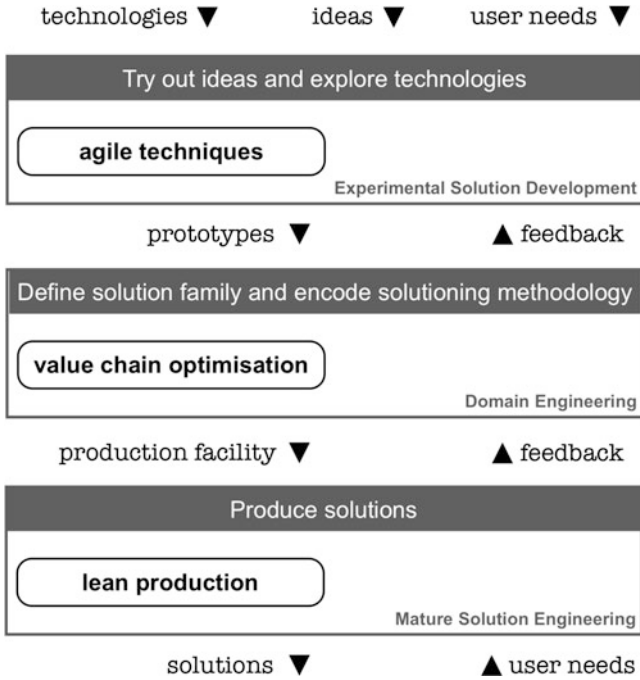 technologies ▼ ideas ▼ user needs ▼
Try out ideas and explore technologies
agile techniques
Experimental Solution Development
prototypes ▼ ▲ feedback
Define solution family and encode solutioning methodology
value chain optimisation
Domain Engineering
production facility ▼ ▲ feedback
Produce solutions
lean production
Mature Solution Engineering
solutions ▼ ▲ user needs